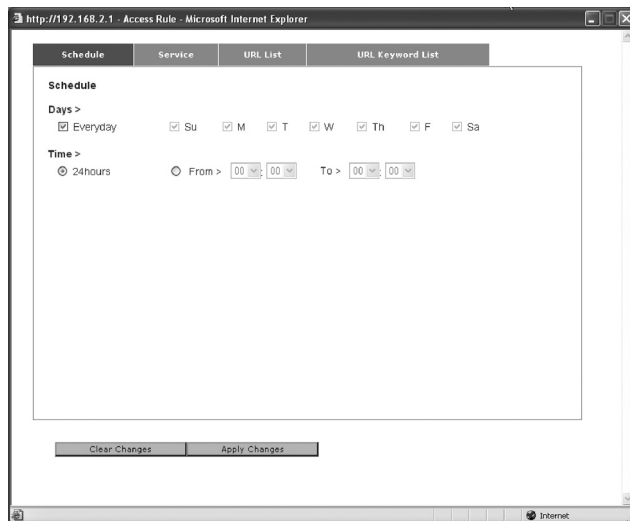 http://192.168.2.1 - Access Rule - Microsoft Internet Explorer
Schedule Service URL List URL Keyword List
Schedule
Days >
Everyday Su M T W Th F Sa
Time >
24hours From > 00 : 00 To > 00 : 00
Clear Changes Apply Changes
Internet